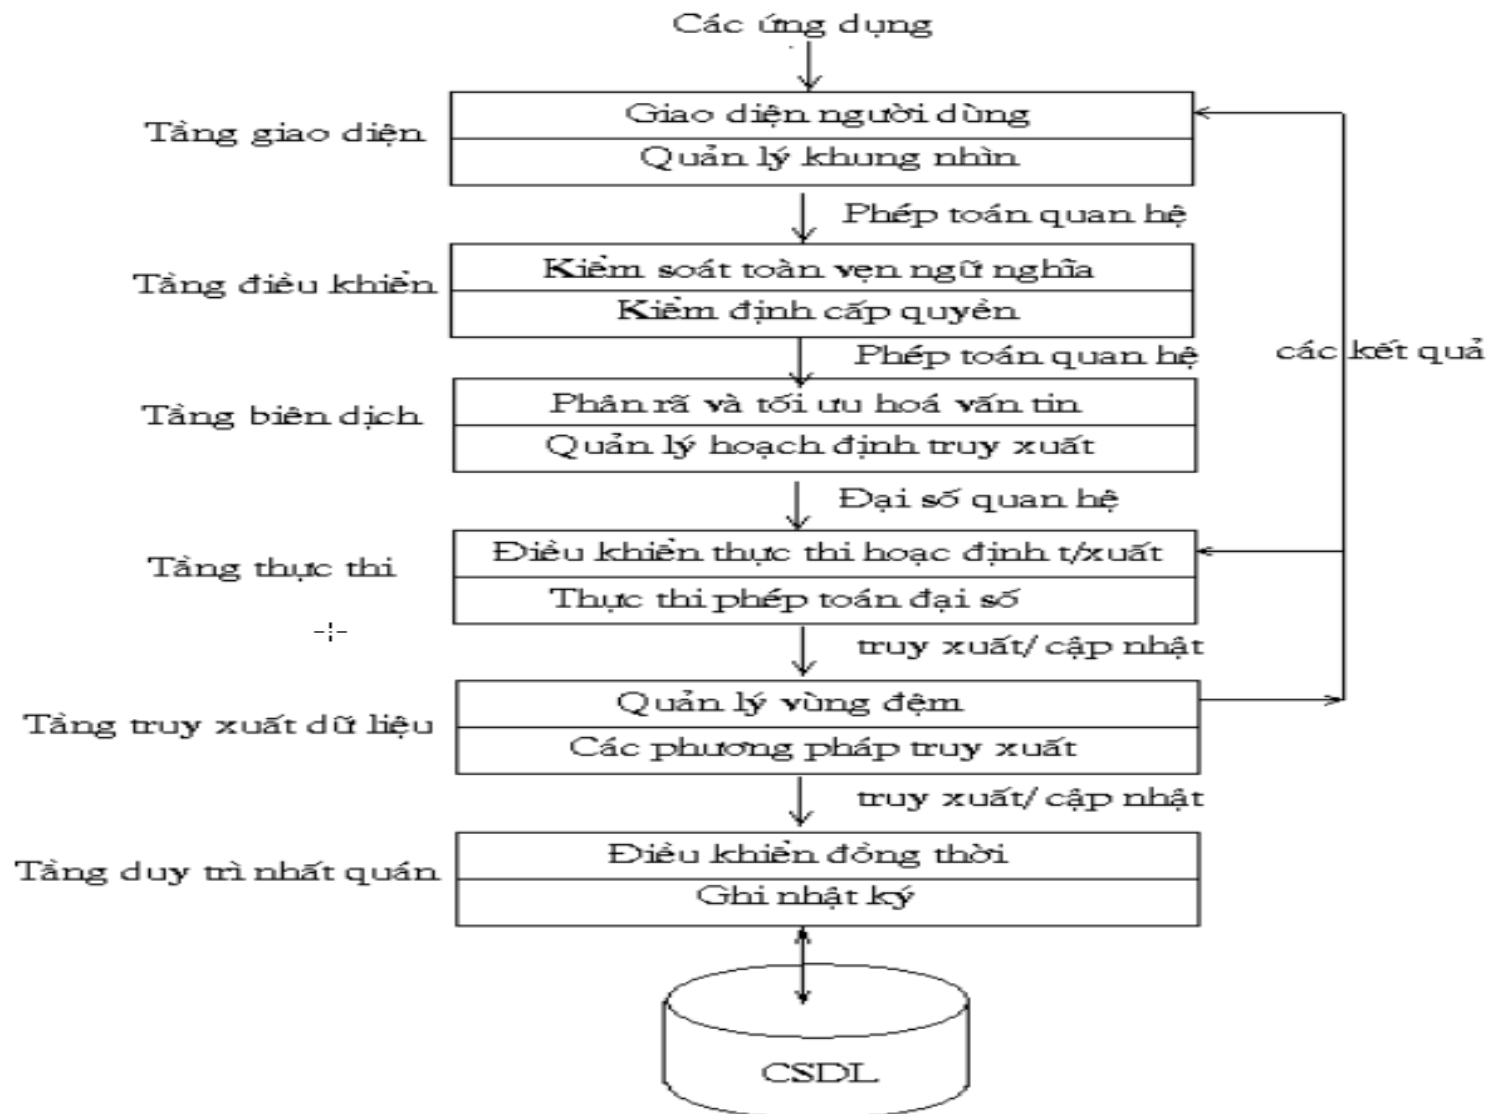 Các ứng dụng
Tầng giao diện
Giao diện người dùng
Quản lý khung nhìn
Phép toán quan hệ
Tầng điều khiển
Kiểm soát toàn vẹn ngữ nghĩa
Kiểm định cấp quyền
Phép toán quan hệ
các kết quả
Tầng biên dịch
Phân rã và tối ưu hoá vấn tin
Quản lý hoạch định truy xuất
Đại số quan hệ
Tầng thực thi
Điều khiển thực thi hoạc định t/xuất
Thực thi phép toán đại số
truy xuất/ cập nhật
Tầng truy xuất dữ liệu
Quản lý vùng đệm
Các phương pháp truy xuất
truy xuất/ cập nhật
Tầng duy trì nhất quán
Điều khiển đồng thời
Ghi nhật ký
CSDL